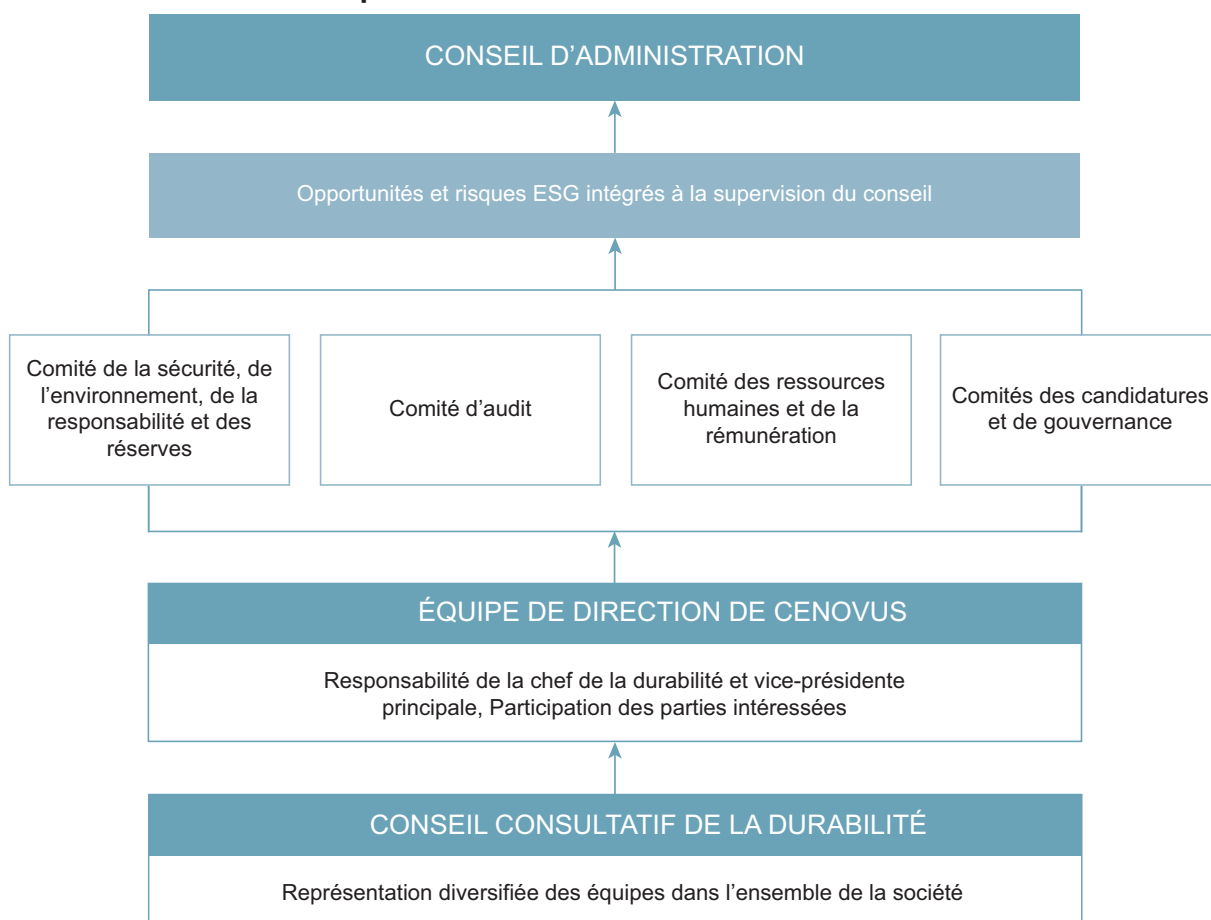 CONSEIL D'ADMINISTRATION
Opportunités et risques ESG intégrés à la supervision du conseil
Comité de la sécurité, de
l'environnement, de la
responsabilité et des
réserves
Comité d'audit
Comité des ressources
humaines et de la
rémunération
Comités des candidatures
et de gouvernance
ÉQUIPE DE DIRECTION DE CENOVUS
Responsabilité de la chef de la durabilité et vice-présidente
principale, Participation des parties intéressées
CONSEIL CONSULTATIF DE LA DURABILITÉ
Représentation diversifiée des équipes dans l'ensemble de la société